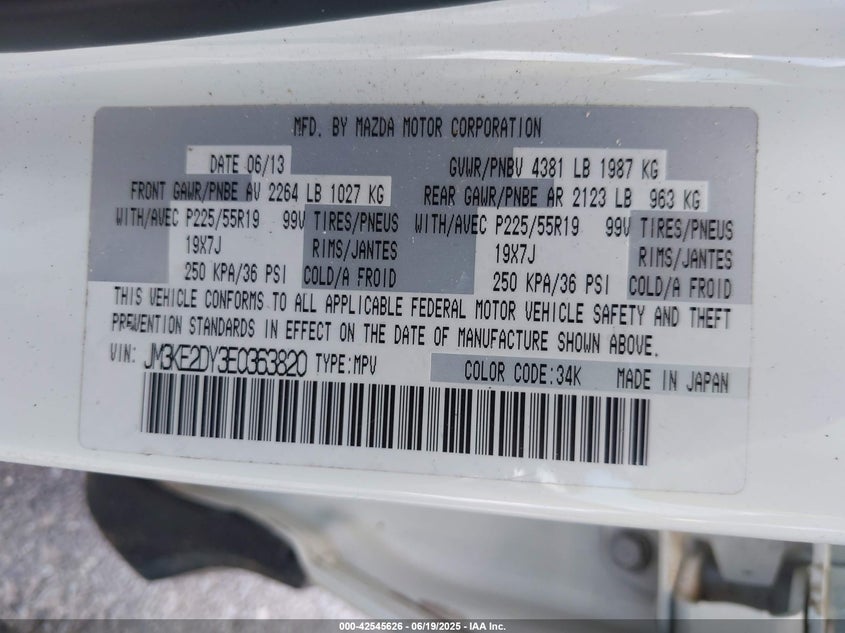 MFD. BY MAZDA MOTOR CORPORATION
DATE 06/13 GVWR/PNBV 4381 LB 1987 KG
FRONT GAWR/PNBE AV 2264 LB 1027 KG REAR GAWR/PNBE AR 2123 LB 963 KG
WITH/AVEC P225/55R19 99V TIRES/PNEUS WITH/AVEC P225/55R19 99V TIRES/PNEUS
19X7J RIMS/JANTES 19X7J RIMS/JANTES
250 KPA/36 PSI COLD/A FROID 250 KPA/36 PSI COLD/A FROID
THIS VEHICLE CONFORMS TO ALL APPLICABLE FEDERAL MOTOR VEHICLE SAFETY AND THEFT
PREVENTION STANDARDS IN EFFECT ON THE DATE OF MANUFACTURE SHOWN ABOVE.
VIN: JM3KE2DY3E0363820 TYPE:MPV COLOR CODE:34K MADE IN JAPAN
000-42545626 - 06/19/2025 - IAA Inc.